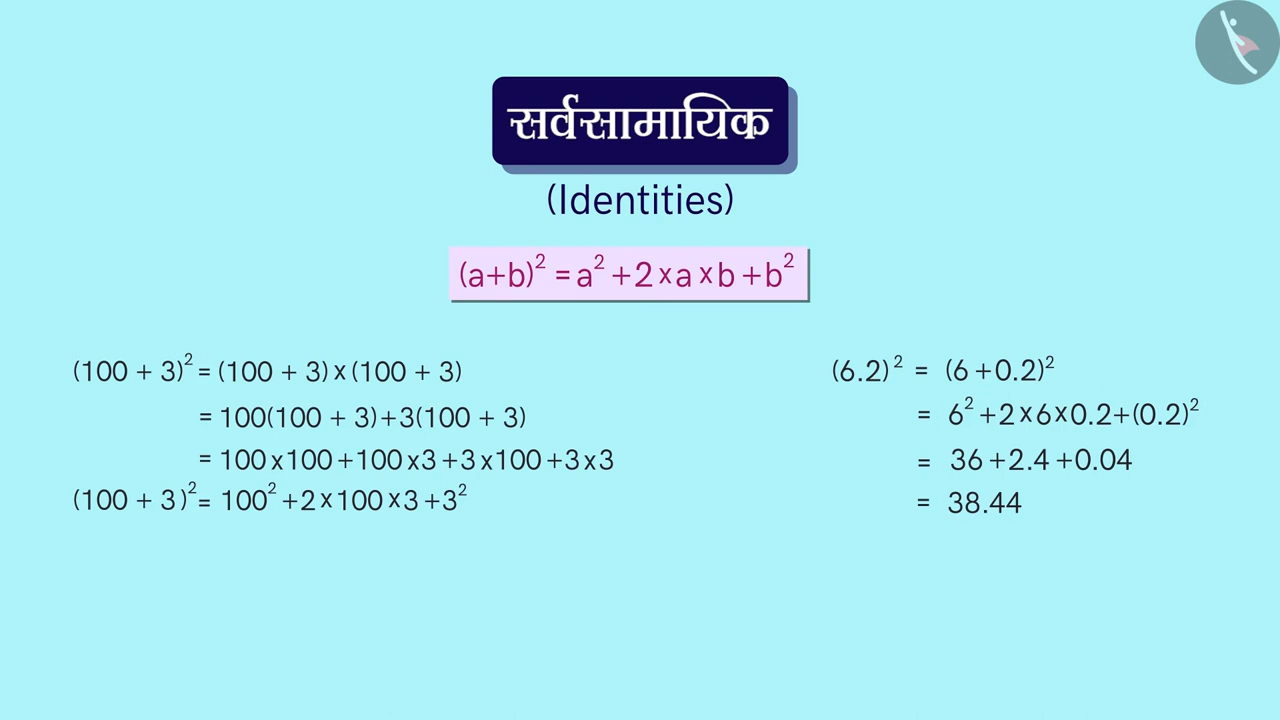 सर्वसामायिक
(Identities)
(a+b)² = a² + 2 x a x b + b²
(100 + 3)² = (100 + 3) x (100 + 3)
= 100(100 + 3)+3(100 + 3)
= 100 x 100 + 100 x 3 + 3 x 100 + 3 x 3
(100 + 3)² = 100² + 2 x 100 x 3 + 3²
(6.2)² = (6 + 0.2)²
= 6² + 2 x 6 x 0.2 + (0.2)²
= 36 + 2.4 + 0.04
= 38.44